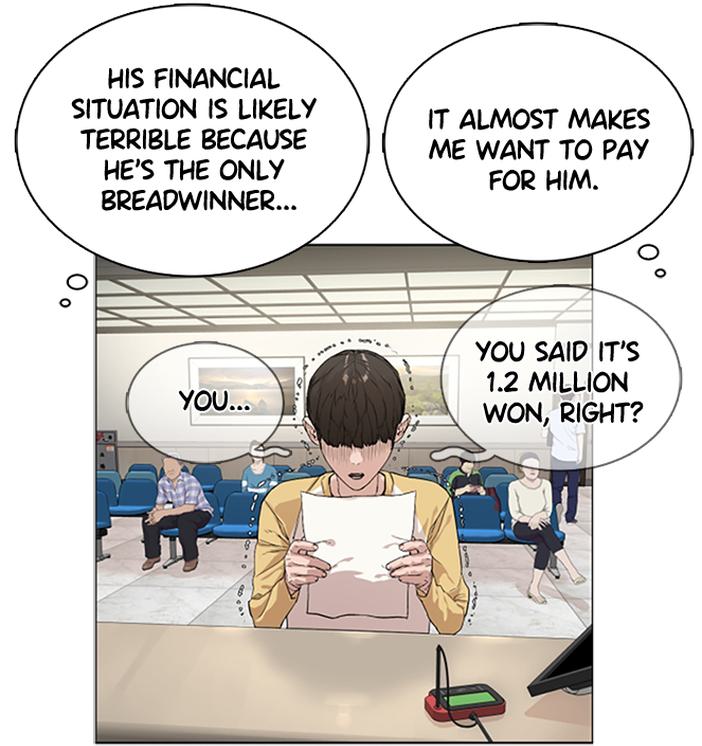 HIS FINANCIAL
SITUATION IS LIKELY
TERRIBLE BECAUSE
HE'S THE ONLY
BREADWINNER...
IT ALMOST MAKES
ME WANT TO PAY
FOR HIM.
YOU...
YOU SAID IT'S
1.2 MILLION
WON, RIGHT?